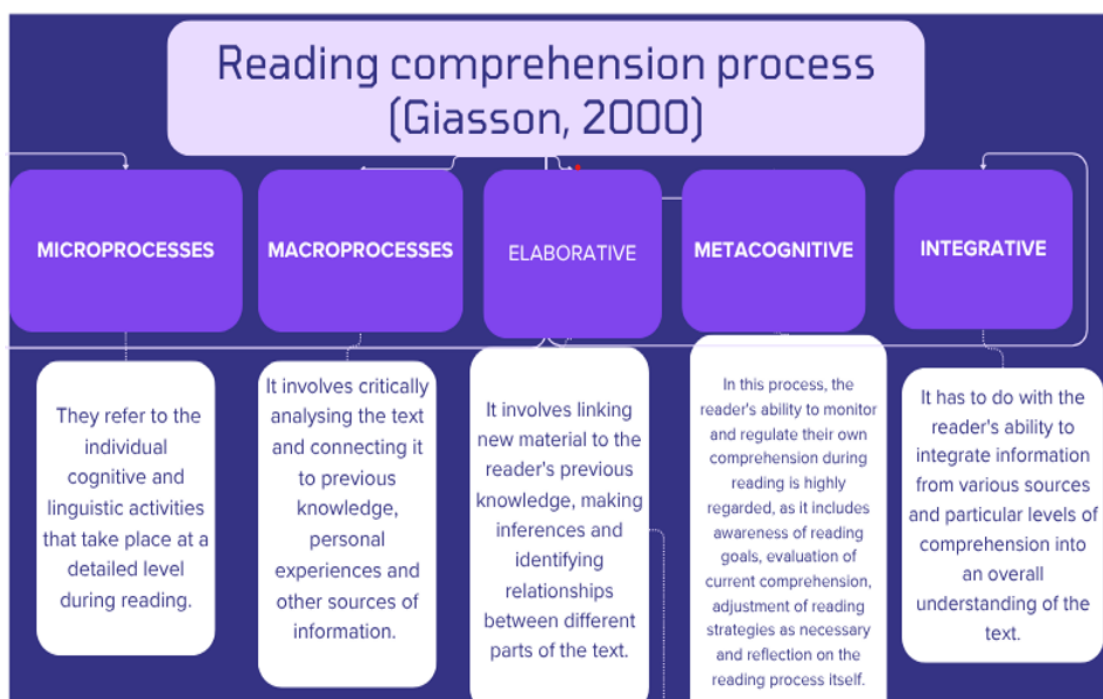 Reading comprehension process
(Giasson, 2000)
MICROPROCESSES
MACROPROCESSES
ELABORATIVE
METACOGNITIVE
INTEGRATIVE
They refer to the
individual
cognitive and
linguistic activities
that take place at a
detailed level
during reading.
It involves critically
analysing the text
and connecting it
to previous
knowledge,
personal
experiences and
other sources of
information.
It involves linking
new material to the
reader's previous
knowledge, making
inferences and
identifying
relationships
between different
parts of the text.
In this process, the
reader's ability to monitor
and regulate their own
comprehension during
reading is highly
regarded, as it includes
awareness of reading
goals, evaluation of
current comprehension,
adjustment of reading
strategies as necessary
and reflection on the
reading process itself.
It has to do with the
reader's ability to
integrate information
from various sources
and particular levels of
comprehension into
an overall
understanding of the
text.